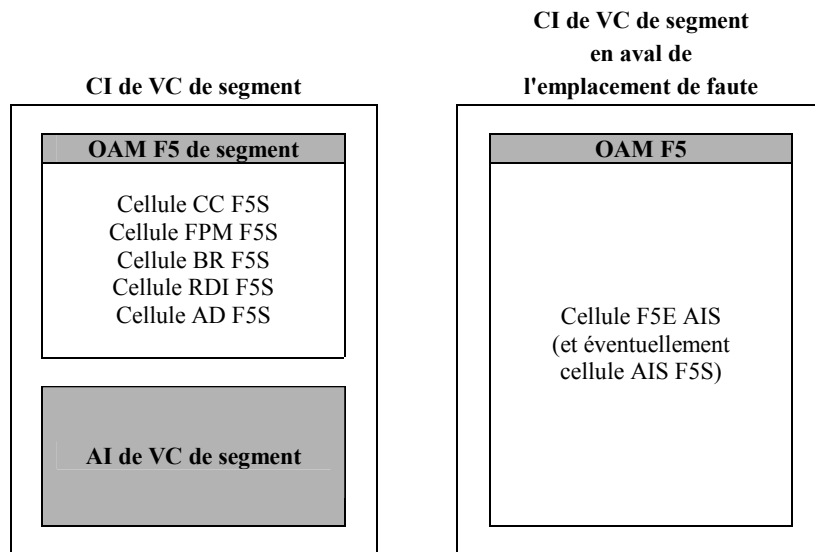 CI de VC de segment
OAM F5 de segment
Cellule CC F5S
Cellule FPM F5S
Cellule BR F5S
Cellule RDI F5S
Cellule AD F5S
AI de VC de segment
CI de VC de segment
en aval de
l'emplacement de faute
OAM F5
Cellule F5E AIS
(et éventuellement
cellule AIS F5S)